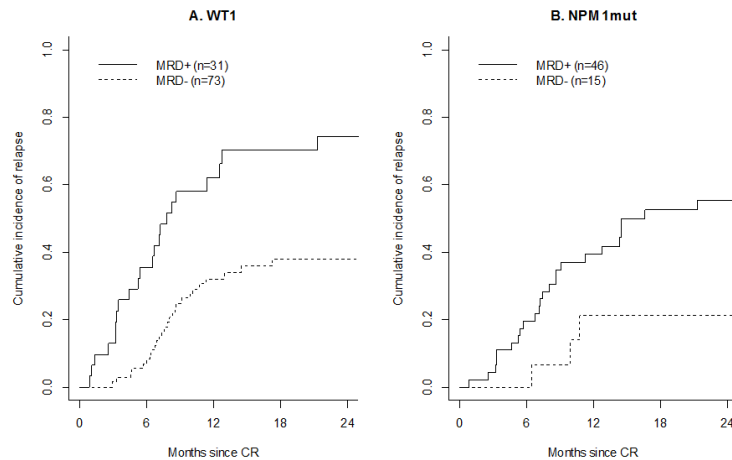 A. WT1
1.0
0.8
0.6
0.4
0.2
0.0
Cumulative incidence of relapse
MRD+ (n=31)
MRD- (n=73)
0 6 12 18 24
Months since CR
B. NPM1mut
1.0
0.8
0.6
0.4
0.2
0.0
Cumulative incidence of relapse
MRD+ (n=46)
MRD- (n=15)
0 6 12 18 24
Months since CR